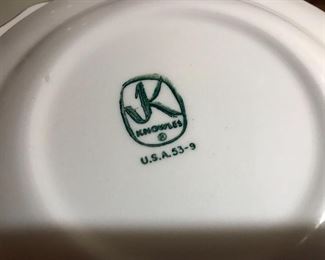 K
KNOWLES
®
U.S.A. 53-9